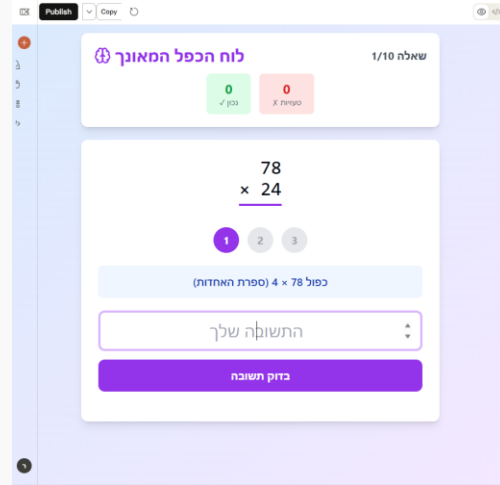 Publish
Copy
לוח הכפל המאונך
שאלה 1/10
0
נכון ✓
0
טעויות ✗
78
× 24
1 2 3
כפול 78 × 4 (ספרת האחדות)
התשובה שלך
בדוק תשובה